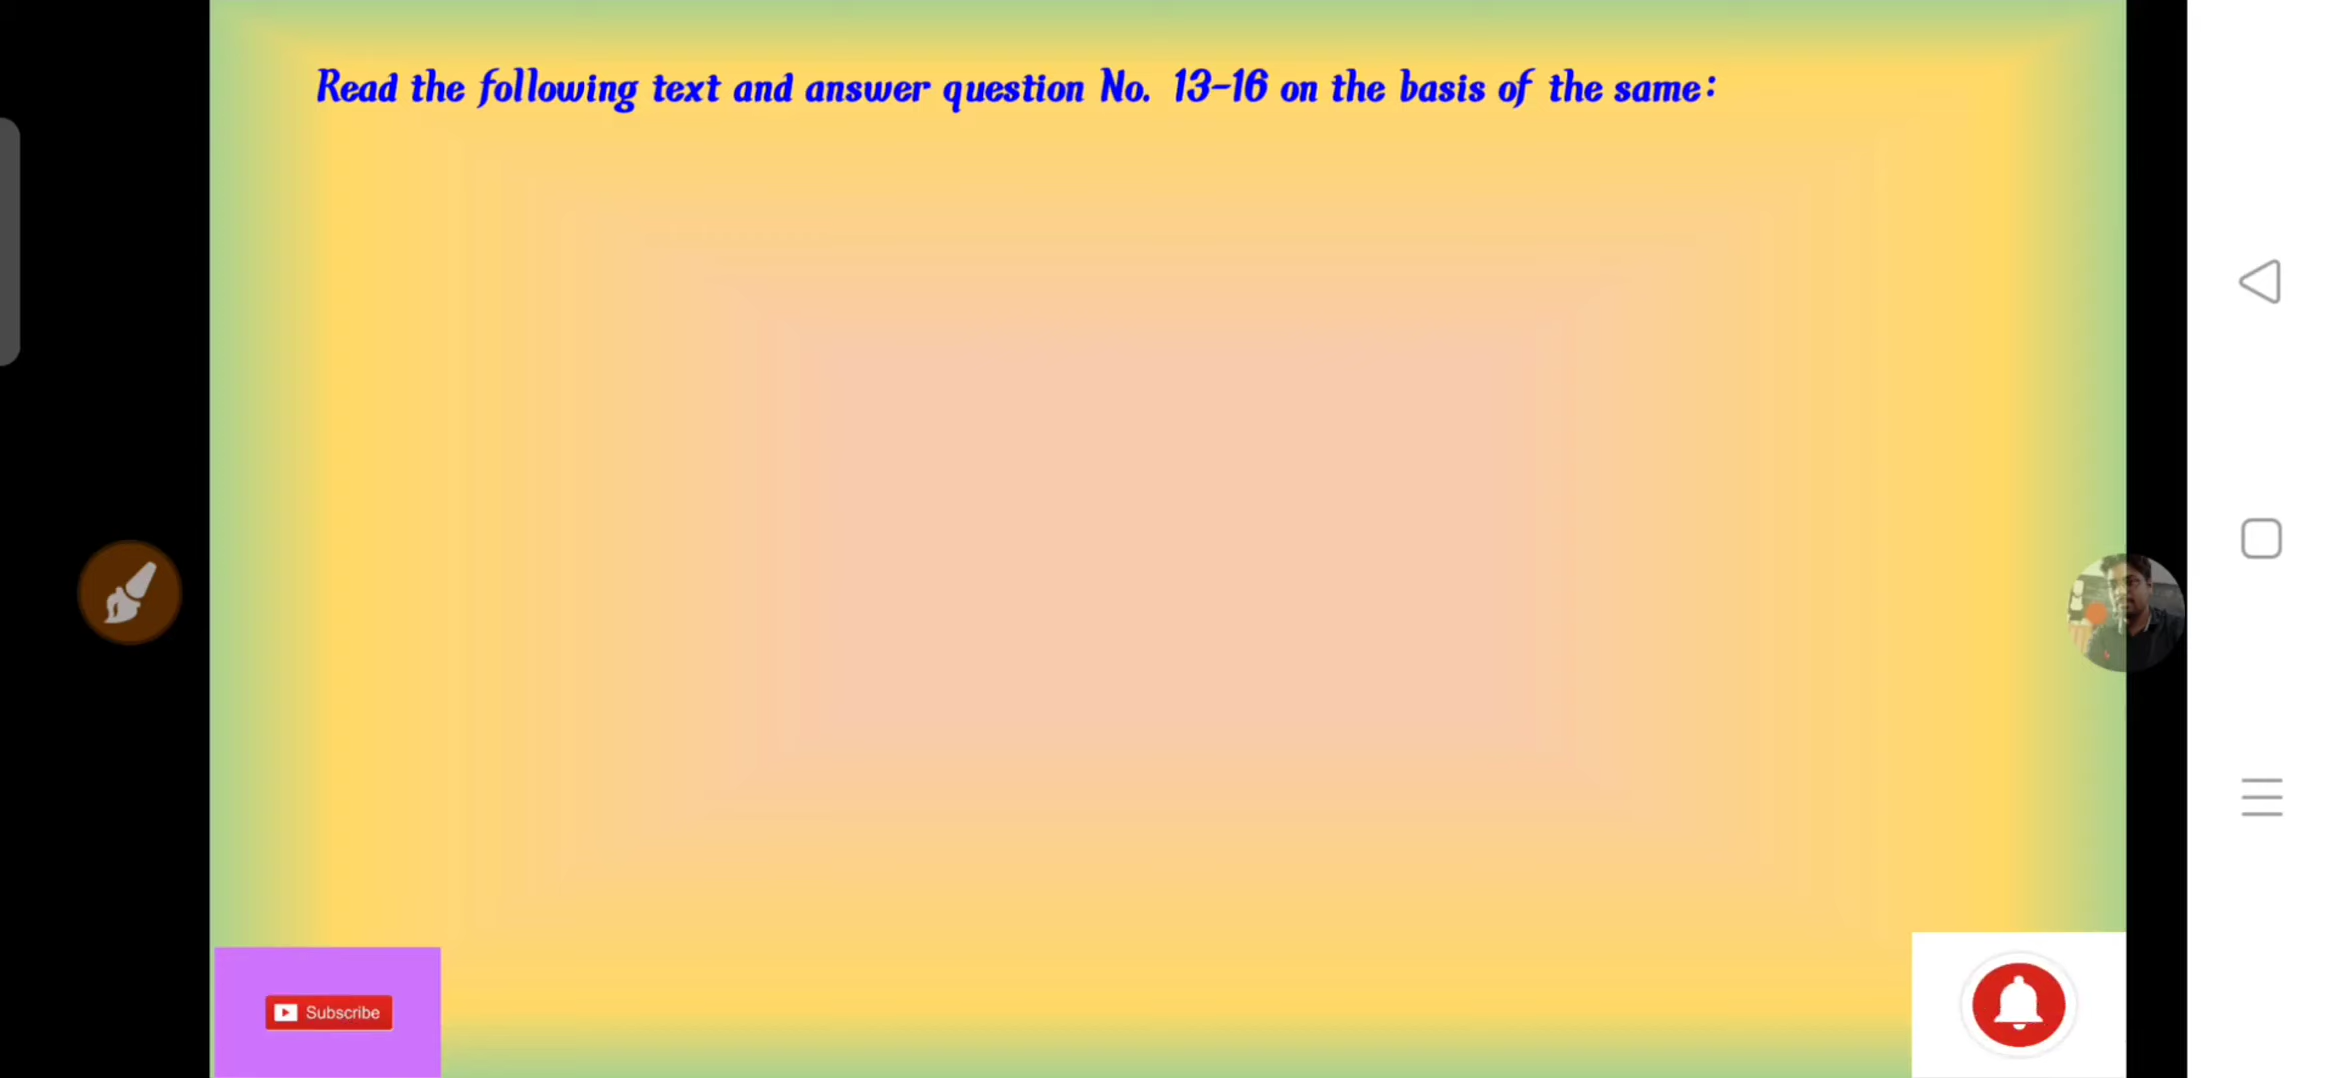 Read the following text and answer question No. 13-16 on the basis of the same:
Subscribe